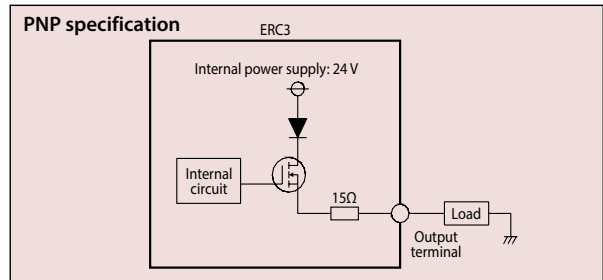 PNP specification
ERC3
Internal power supply: 24 V
Internal
circuit
15Ω
Load
Output
terminal